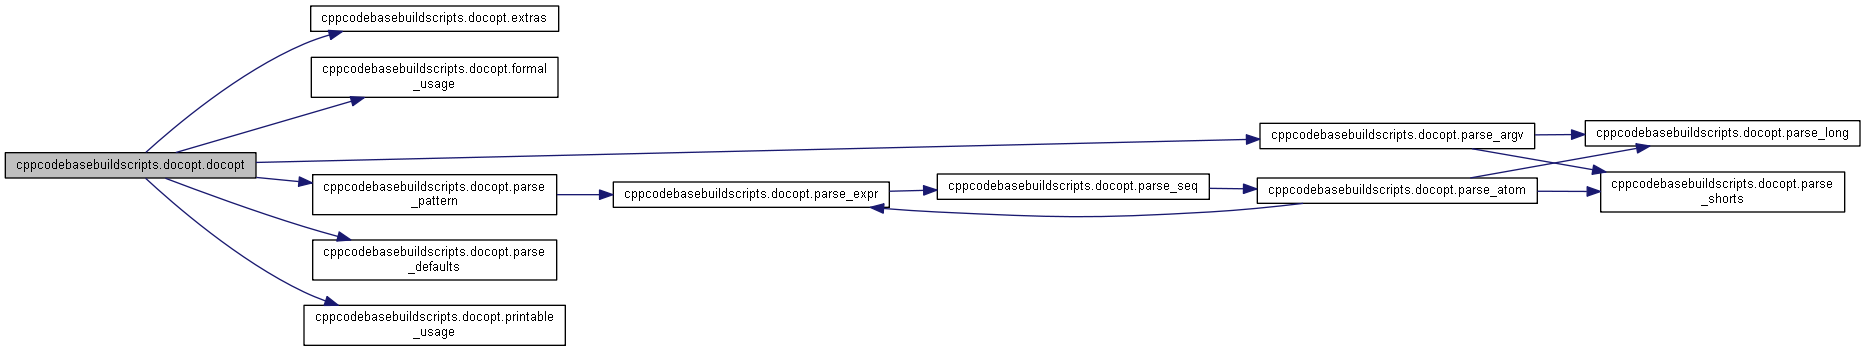 cppcodebasebuildscripts.docopt.docopt
cppcodebasebuildscripts.docopt.extras
cppcodebasebuildscripts.docopt.formal
_usage
cppcodebasebuildscripts.docopt.parse
_pattern
cppcodebasebuildscripts.docopt.parse
_defaults
cppcodebasebuildscripts.docopt.printable
_usage
cppcodebasebuildscripts.docopt.parse_expr
cppcodebasebuildscripts.docopt.parse_seq
cppcodebasebuildscripts.docopt.parse_argv
cppcodebasebuildscripts.docopt.parse_atom
cppcodebasebuildscripts.docopt.parse_long
cppcodebasebuildscripts.docopt.parse
_shorts